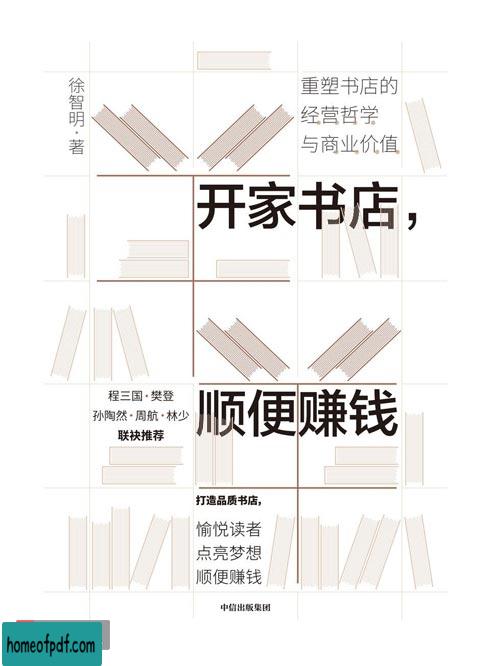 徐智明·著
重塑书店的
经营哲学
与商业价值
开家书店，
顺便赚钱
程三国·樊登
孙陶然·周航·林少
联袂推荐
打造品质书店，
愉悦读者
点亮梦想
顺便赚钱
中信出版集团
homeofpdf.com